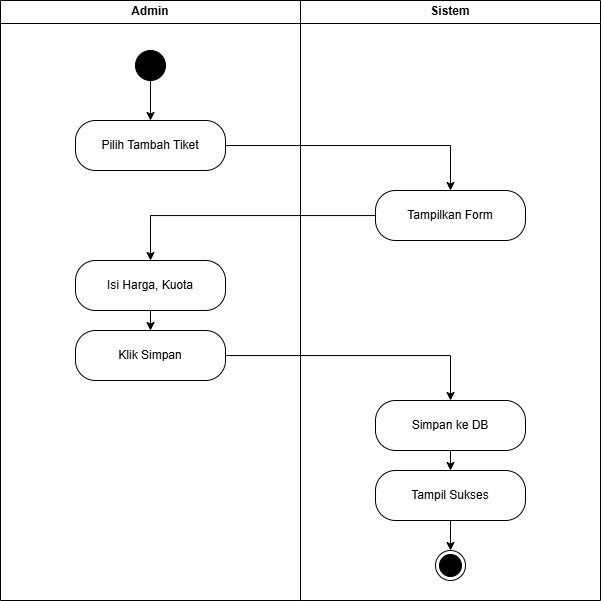 Admin
Sistem
Pilih Tambah Tiket
Tampilkan Form
Isi Harga, Kuota
Klik Simpan
Simpan ke DB
Tampil Sukses